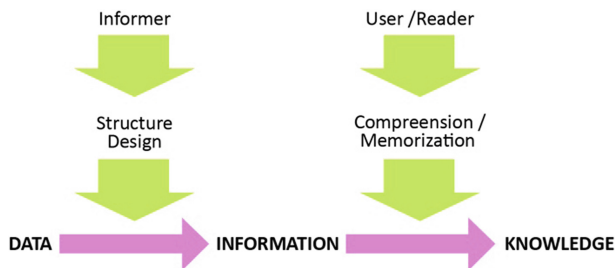 Informer
User /Reader
Structure
Design
Compreension /
Memorization
DATA
INFORMATION
KNOWLEDGE